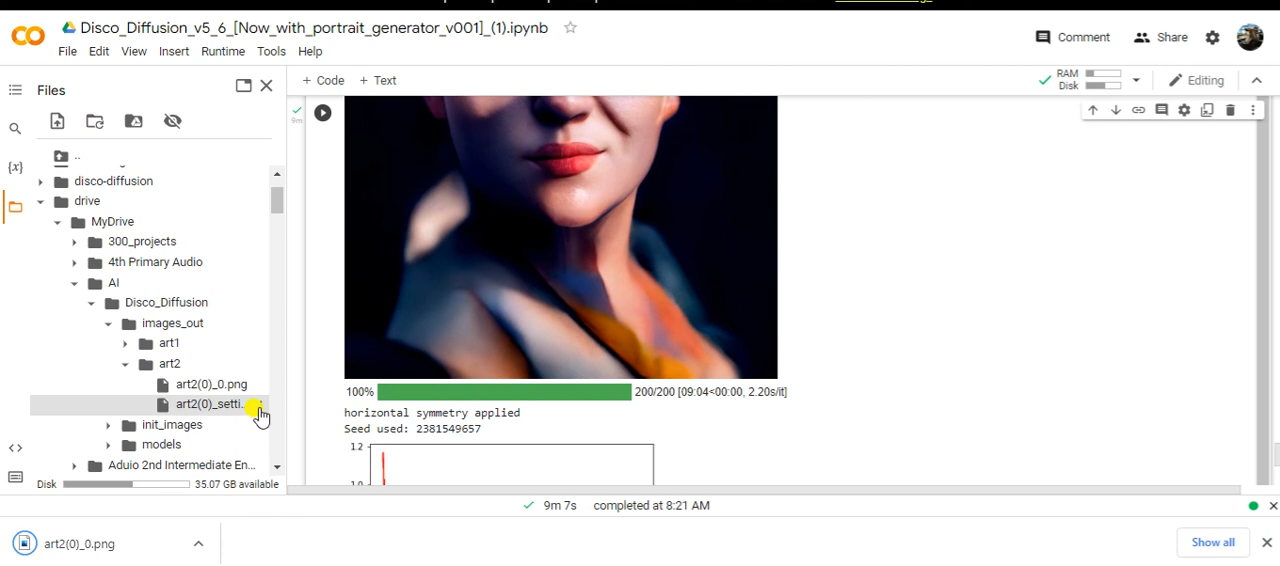 Disco_Diffusion_v5_6_[Now_with_portrait_generator_v001]_(1).ipynb
File Edit View Insert Runtime Tools Help
Comment
Share
Files
+ Code + Text
RAM
Disk
Editing
..
disco-diffusion
drive
MyDrive
300_projects
4th Primary Audio
AI
Disco_Diffusion
images_out
art1
art2
art2(0)_0.png
art2(0)_setti...
init_images
models
Aduio 2nd Intermediate En...
Disk 35.07 GB available
{x}
9m
100% 200/200 [09:04<00:00, 2.20s/it]
horizontal symmetry applied
Seed used: 2381549657
1.2
9m 7s completed at 8:21 AM
art2(0)_0.png
Show all